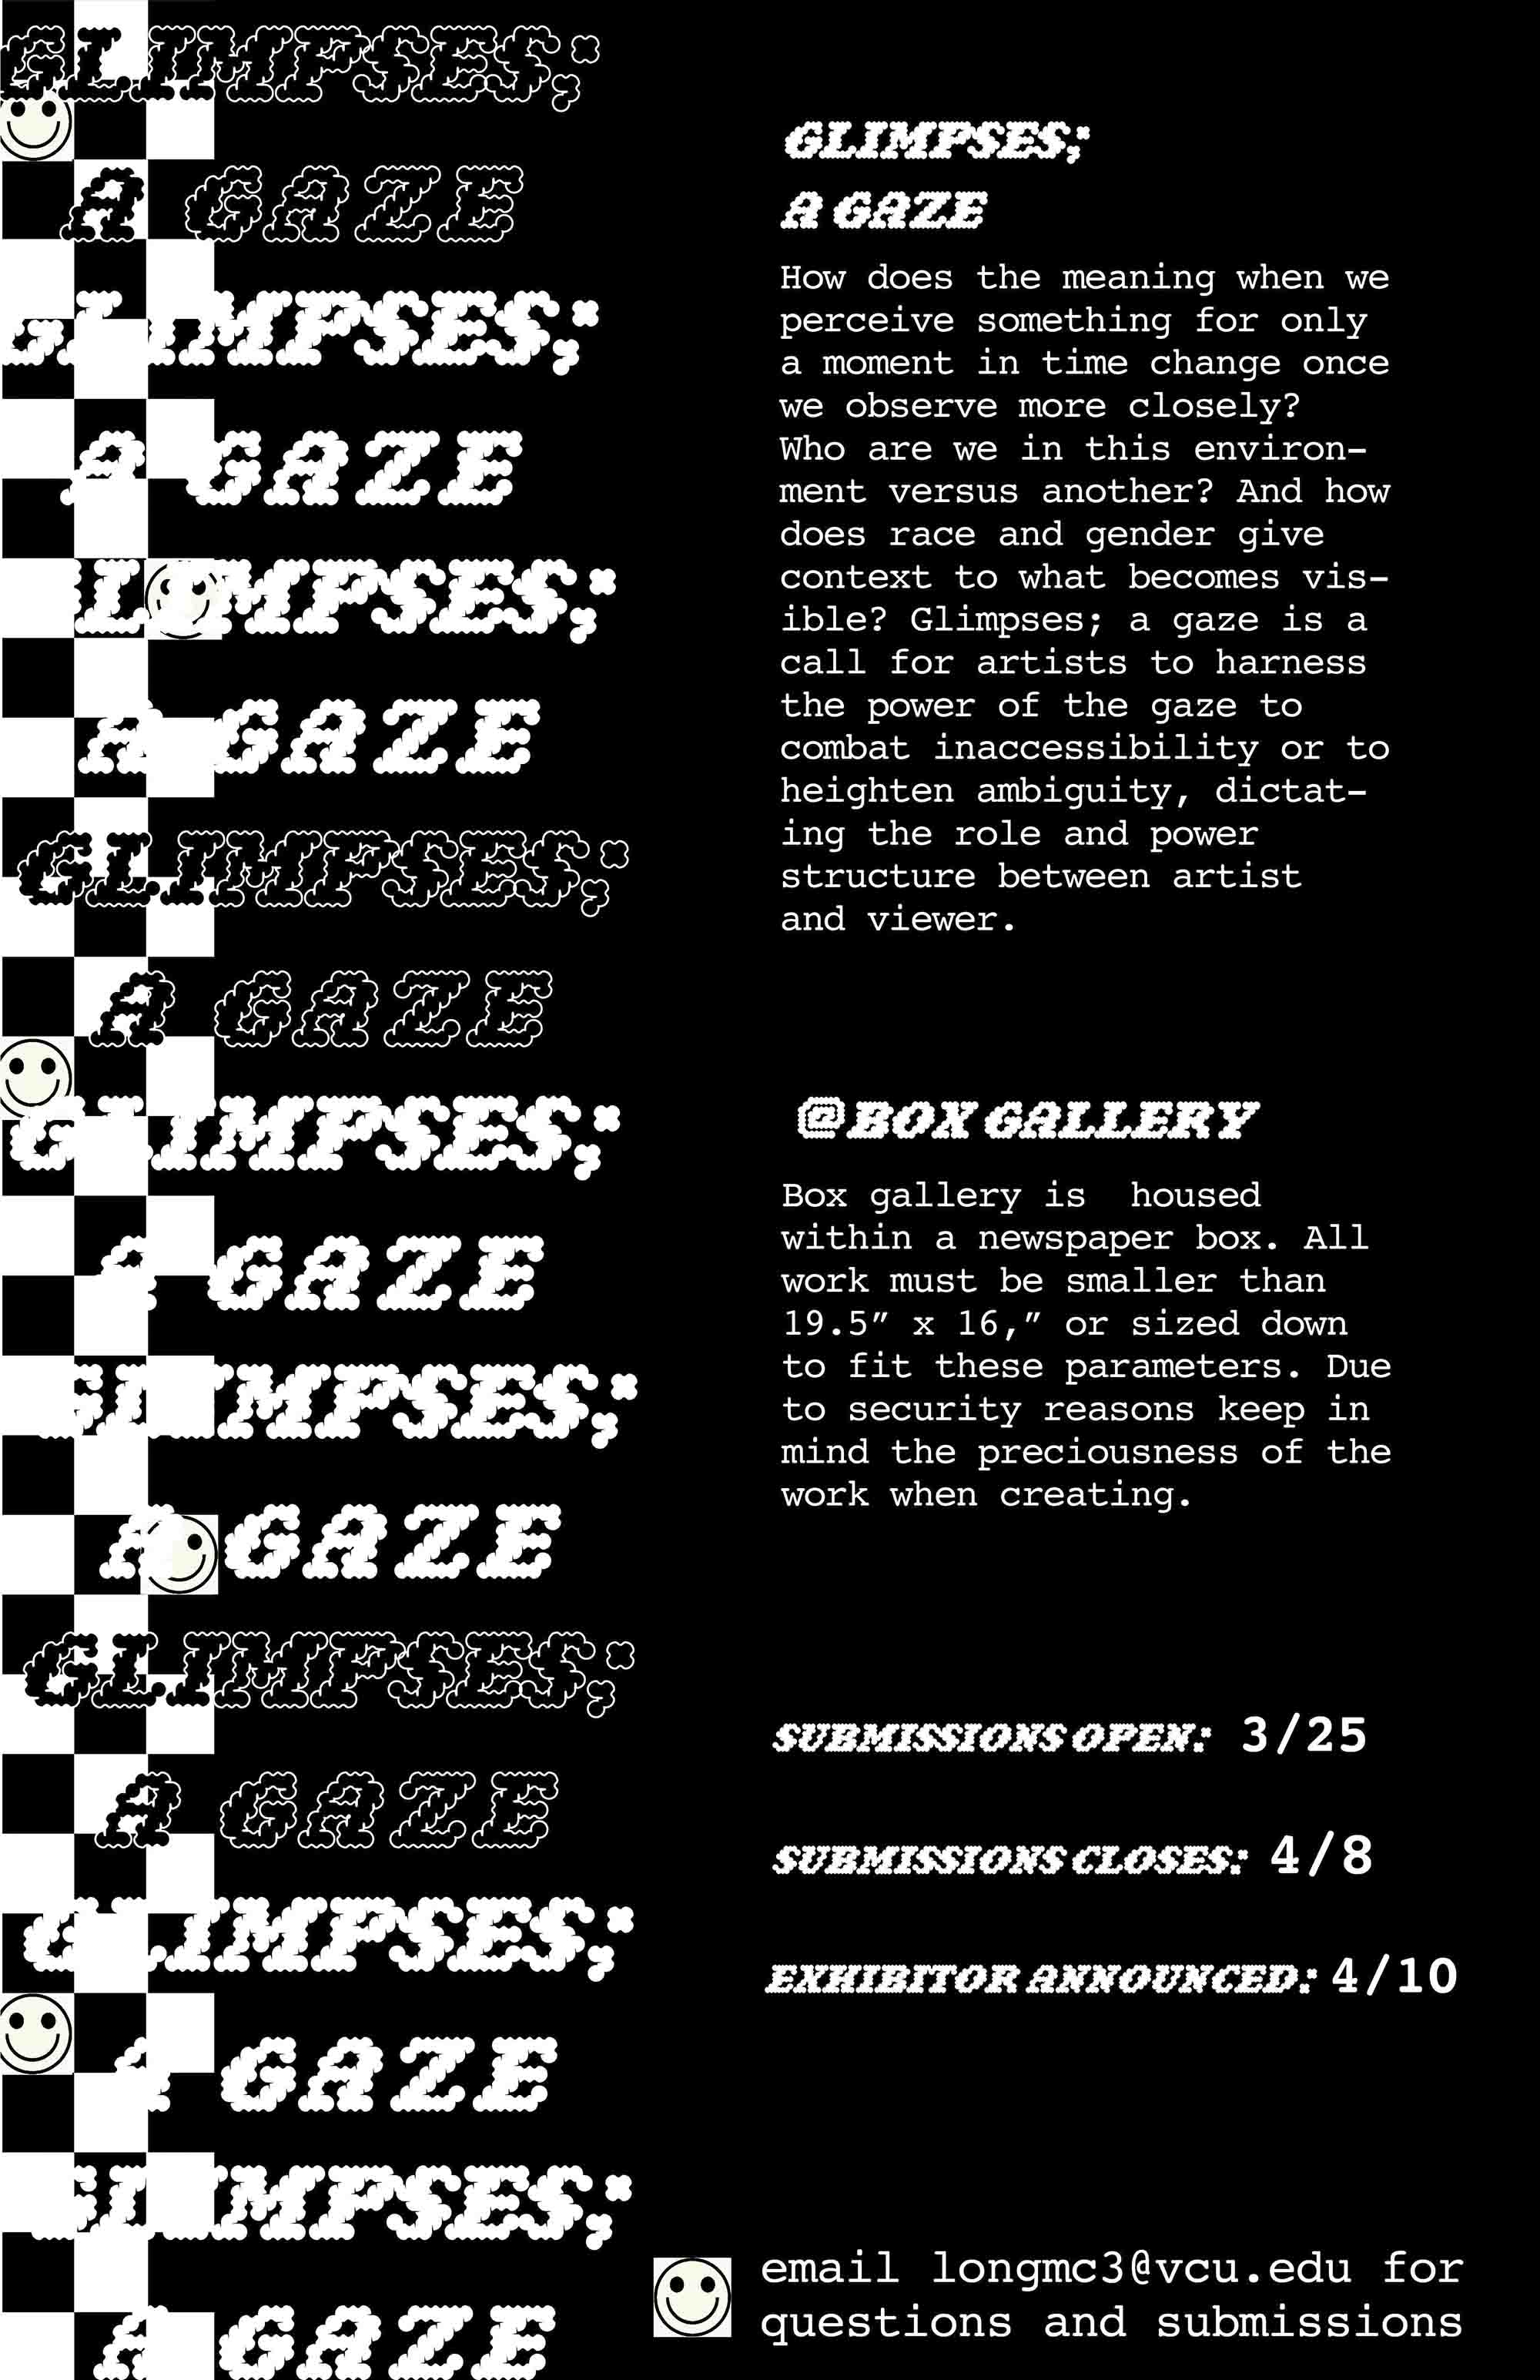 GLIMPSES;
A GAZE
GLIMPSES;
A GAZE
GLIMPSES;
A GAZE
GLIMPSES;
A GAZE
GLIMPSES;
A GAZE
GLIMPSES;
A GAZE
GLIMPSES;
A GAZE
GLIMPSES;
A GAZE
GLIMPSES;
A GAZE
GLIMPSES;
A GAZE
How does the meaning when we
perceive something for only
a moment in time change once
we observe more closely?
Who are we in this environ-
ment versus another? And how
does race and gender give
context to what becomes vis-
ible? Glimpses; a gaze is a
call for artists to harness
the power of the gaze to
combat inaccessibility or to
heighten ambiguity, dictat-
ing the role and power
structure between artist
and viewer.
@BOX GALLERY
Box gallery is  housed
within a newspaper box. All
work must be smaller than
19.5″ x 16,″ or sized down
to fit these parameters. Due
to security reasons keep in
mind the preciousness of the
work when creating.
SUBMISSIONS OPEN: 3/25
SUBMISSIONS CLOSES: 4/8
EXHIBITOR ANNOUNCED: 4/10
email longmc3@vcu.edu for
questions and submissions